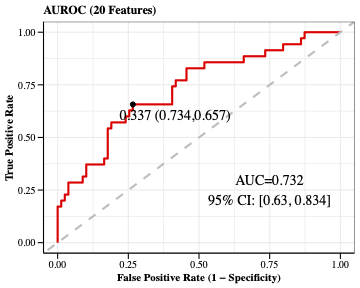 AUROC (20 Features)
True Positive Rate
1.00
0.75
0.50
0.25
0.00
0.337 (0.734,0.657)
AUC=0.732
95% CI: [0.63, 0.834]
0.00 0.25 0.50 0.75 1.00
False Positive Rate (1 − Specificity)